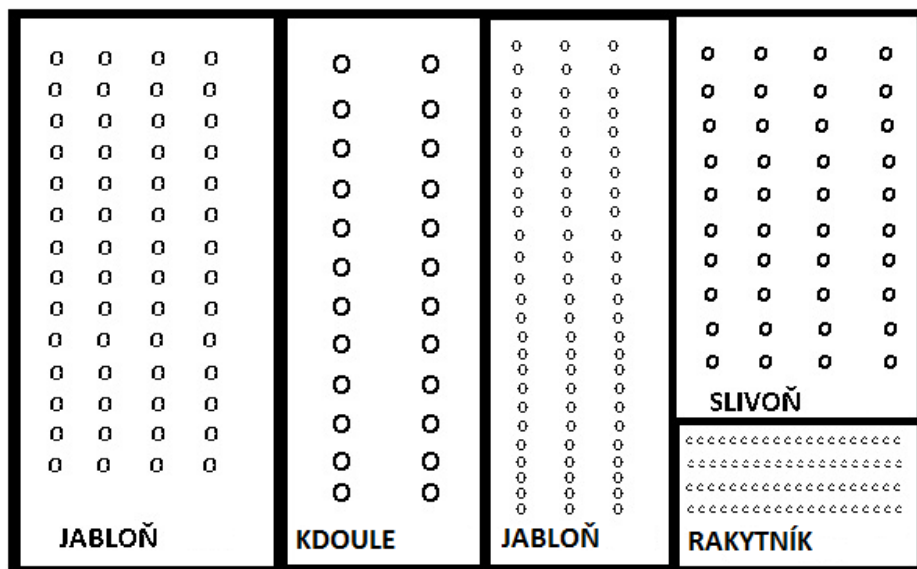 JABLOŇ
KDOULE
JABLOŇ
SLIVOŇ
RAKYTNÍK